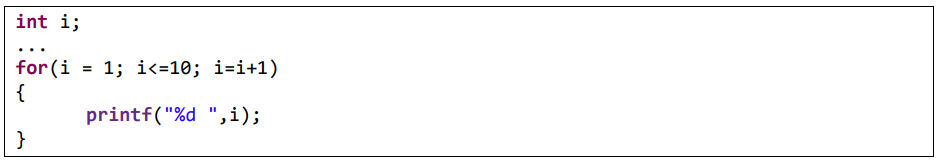 int i;
...
for(i = 1; i<=10; i=i+1)
{
printf("%d ",i);
}